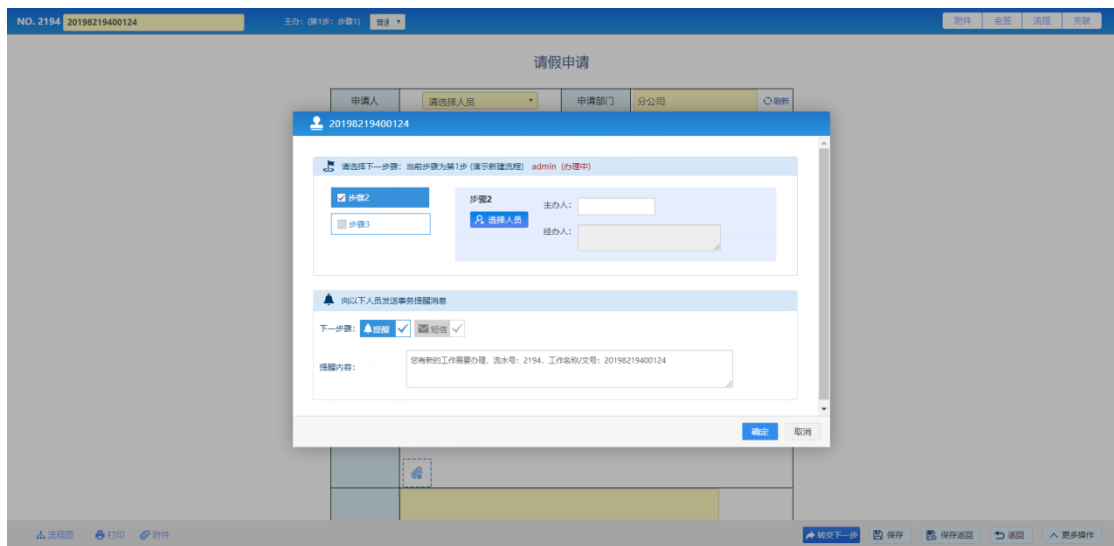 NO. 2194 20198219400124 主办: (第1步: 步骤1) 普通 附件 会签 流程 关联
请假申请
申请人 请选择人员 申请部门 分公司 刷新
20198219400124
请选择下一步骤: 当前步骤为第1步 (演示新建流程) admin (办理中)
步骤2 步骤2 主办人:
选择人员
步骤3 经办人:
向以下人员发送事务提醒消息
下一步骤: 提醒 短信
提醒内容: 您有新的工作需要办理, 流水号: 2194, 工作名称/文号: 20198219400124
确定 取消
流程图 打印 附件 转交下一步 保存 保存返回 返回 更多操作